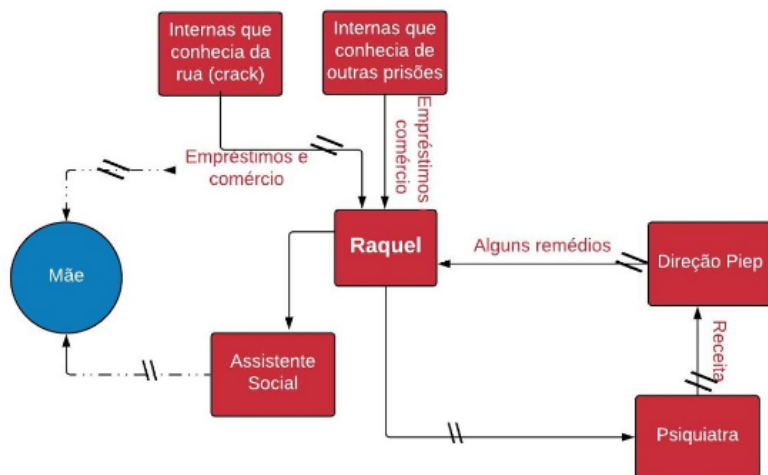 Internas que
conhecia da
rua (crack)
Internas que
conhecia de
outras prisões
Empréstimos
comércio
Empréstimos e
comércio
Raquel
Alguns remédios
Direção Piep
Mãe
Assistente
Social
Receita
Psiquiatra